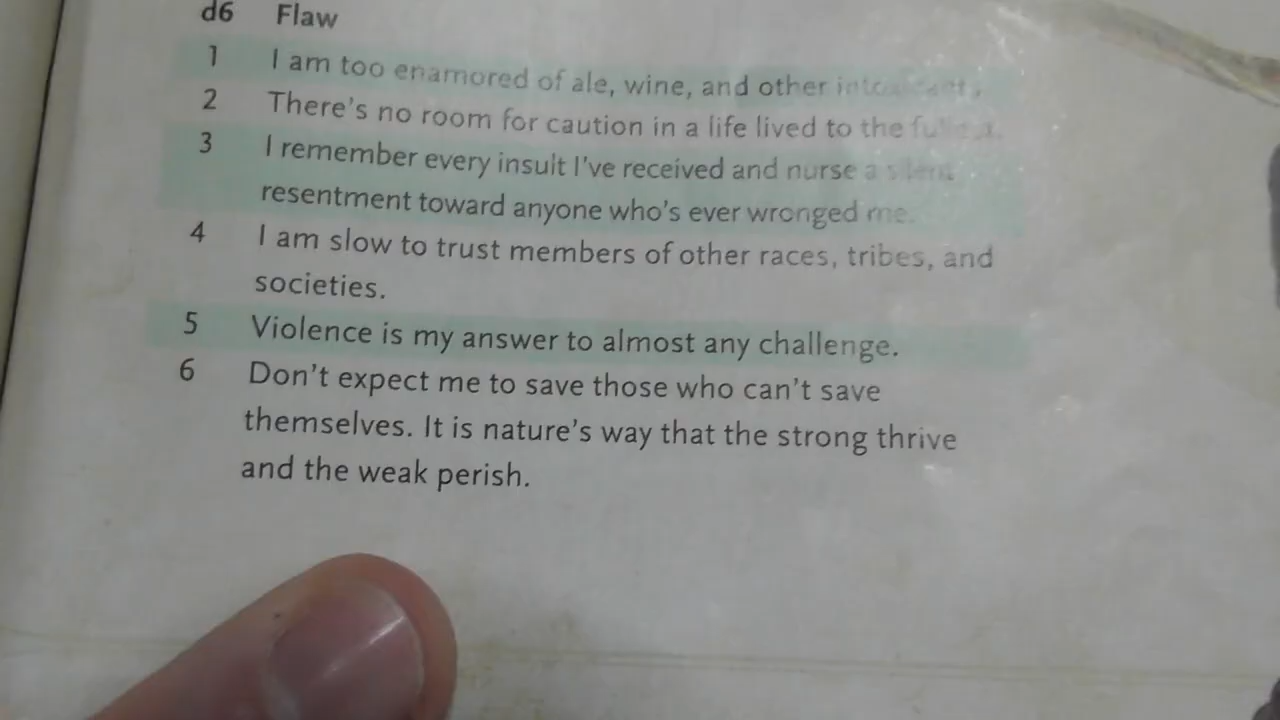 d6 Flaw
1 I am too enamored of ale, wine, and other intoxicants.
2 There's no room for caution in a life lived to the fullest.
3 I remember every insult I've received and nurse a silent
resentment toward anyone who's ever wronged me.
4 I am slow to trust members of other races, tribes, and
societies.
5 Violence is my answer to almost any challenge.
6 Don't expect me to save those who can't save
themselves. It is nature's way that the strong thrive
and the weak perish.